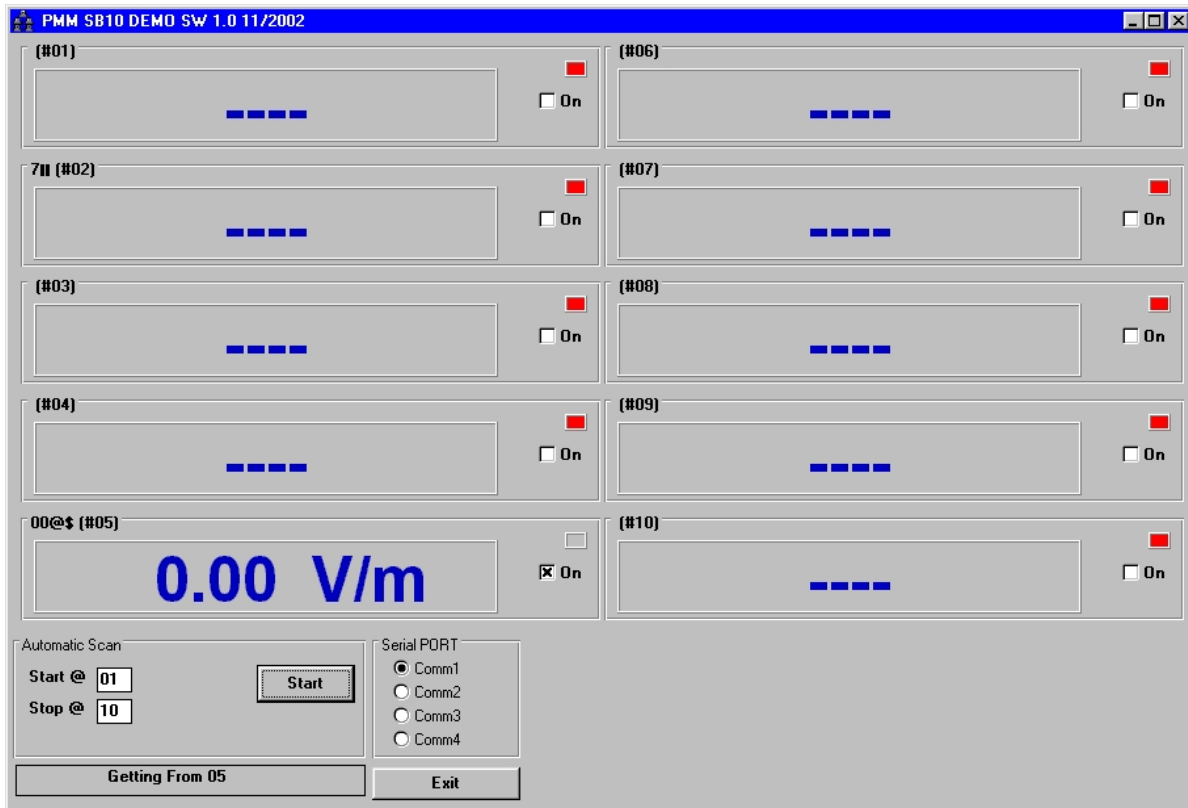 PMM SB10 DEMO SW 1.0 11/2002
(#01)
----
On
7II (#02)
----
On
(#03)
----
On
(#04)
----
On
00@$ (#05)
0.00 V/m
On
(#06)
----
On
(#07)
----
On
(#08)
----
On
(#09)
----
On
(#10)
----
On
Automatic Scan
Start @ 01
Stop @ 10
Start
Getting From 05
Serial PORT
Comm1
Comm2
Comm3
Comm4
Exit